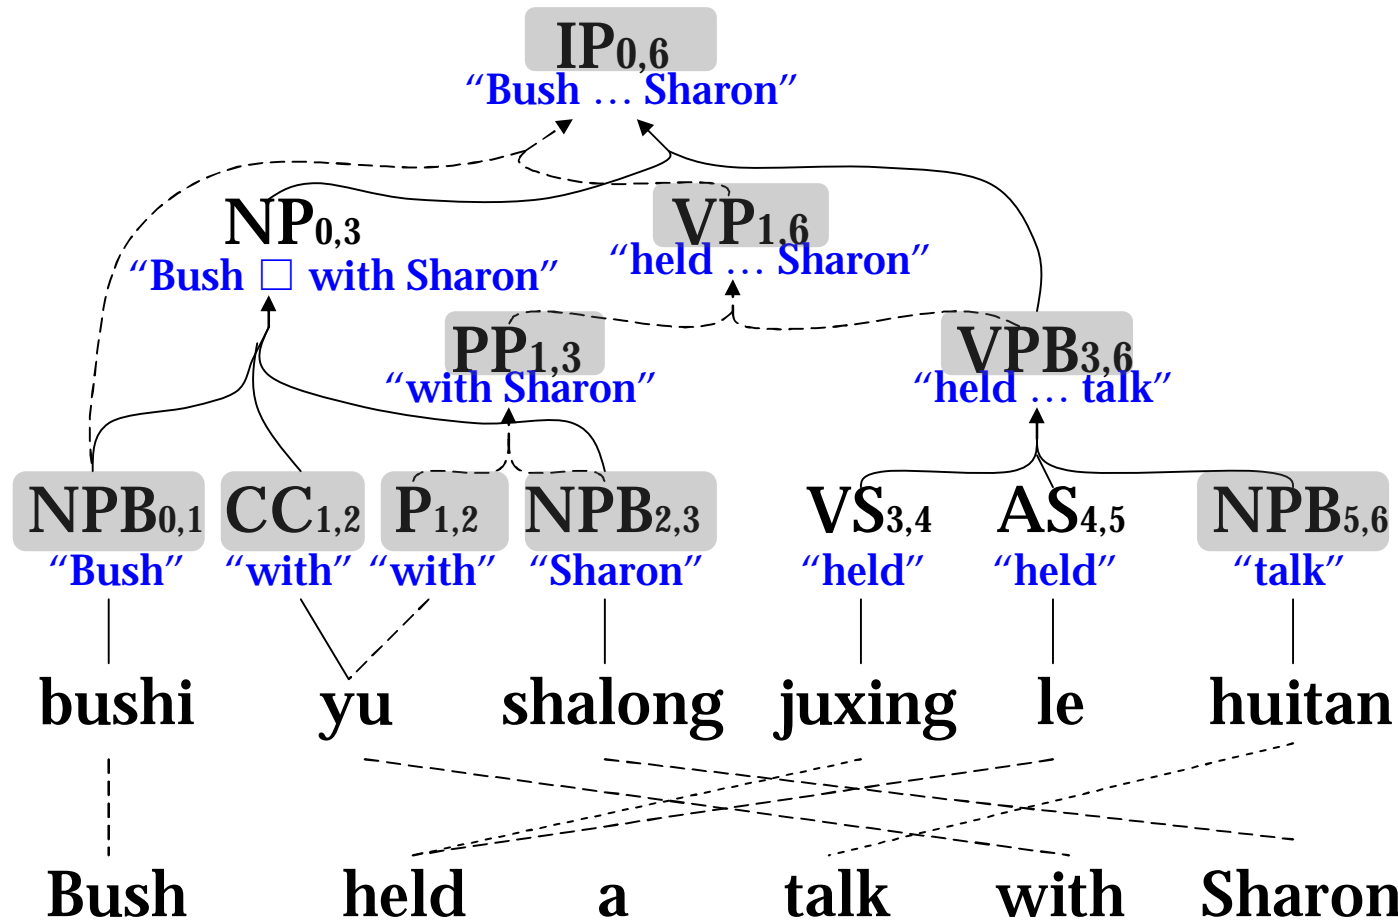 IP0,6
“Bush … Sharon”
NP0,3
VP1,6
“Bush □ with Sharon”
“held … Sharon”
PP1,3
VPB3,6
“with Sharon”
“held … talk”
NPB0,1 CC1,2 P1,2 NPB2,3 VS3,4 AS4,5 NPB5,6
“Bush” “with” “with” “Sharon” “held” “held” “talk”
bushi yu shalong juxing le huitan
Bush held a talk with Sharon